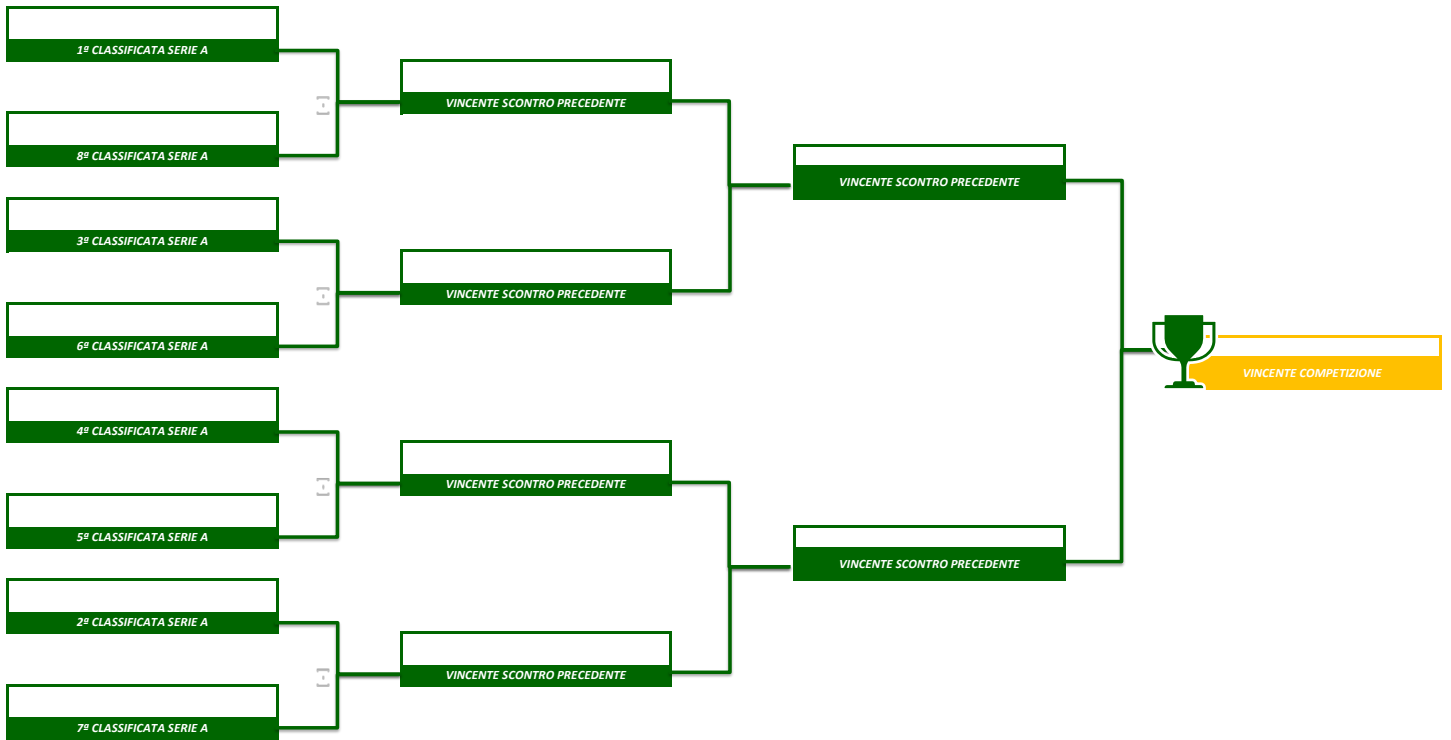 1ª CLASSIFICATA SERIE A
[-]
8ª CLASSIFICATA SERIE A
3ª CLASSIFICATA SERIE A
[-]
6ª CLASSIFICATA SERIE A
4ª CLASSIFICATA SERIE A
[-]
5ª CLASSIFICATA SERIE A
2ª CLASSIFICATA SERIE A
[-]
7ª CLASSIFICATA SERIE A
VINCENTE SCONTRO PRECEDENTE
VINCENTE SCONTRO PRECEDENTE
VINCENTE SCONTRO PRECEDENTE
VINCENTE SCONTRO PRECEDENTE
VINCENTE SCONTRO PRECEDENTE
VINCENTE SCONTRO PRECEDENTE
VINCENTE COMPETIZIONE